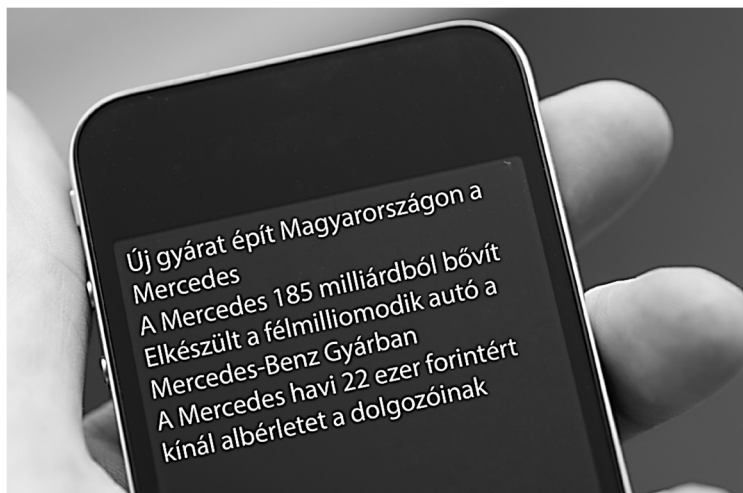 Új gyárat épít Magyarországon a
Mercedes
A Mercedes 185 milliárdból bővít
Elkészült a félmilliomodik autó a
Mercedes-Benz Gyárban
A Mercedes havi 22 ezer forintért
kínál albérletet a dolgozóinak